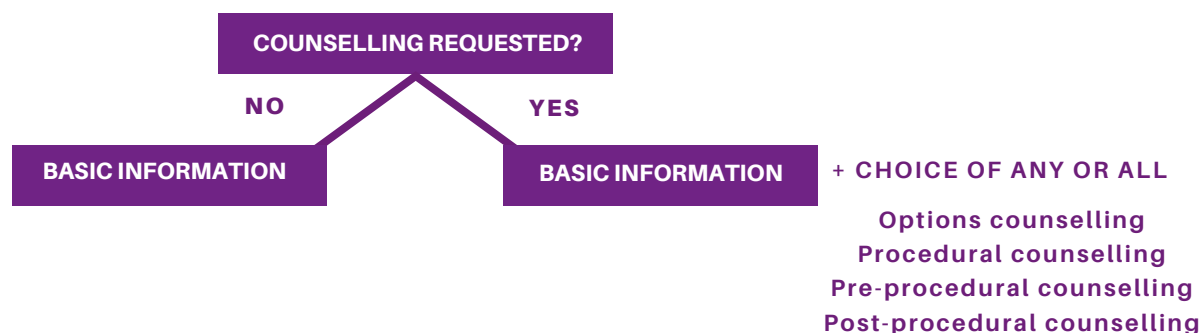 COUNSELLING REQUESTED?
NO
YES
BASIC INFORMATION
BASIC INFORMATION
+ CHOICE OF ANY OR ALL
Options counselling
Procedural counselling
Pre-procedural counselling
Post-procedural counselling